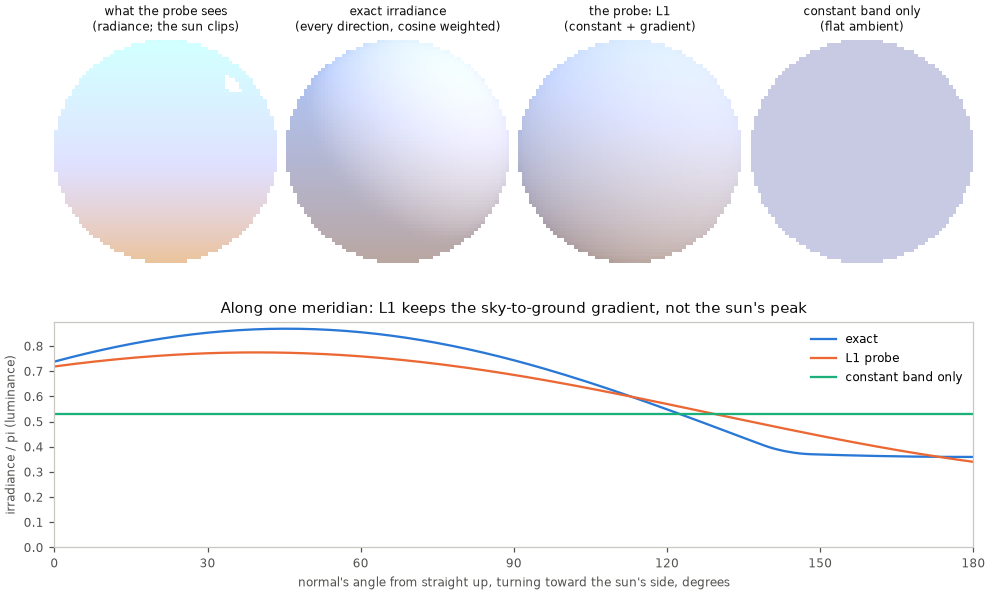 what the probe sees
(radiance; the sun clips)
exact irradiance
(every direction, cosine weighted)
the probe: L1
(constant + gradient)
constant band only
(flat ambient)
Along one meridian: L1 keeps the sky-to-ground gradient, not the sun's peak
irradiance / pi (luminance)
0.8
0.7
0.6
0.5
0.4
0.3
0.2
0.1
0.0
exact
L1 probe
constant band only
0 30 60 90 120 150 180
normal's angle from straight up, turning toward the sun's side, degrees